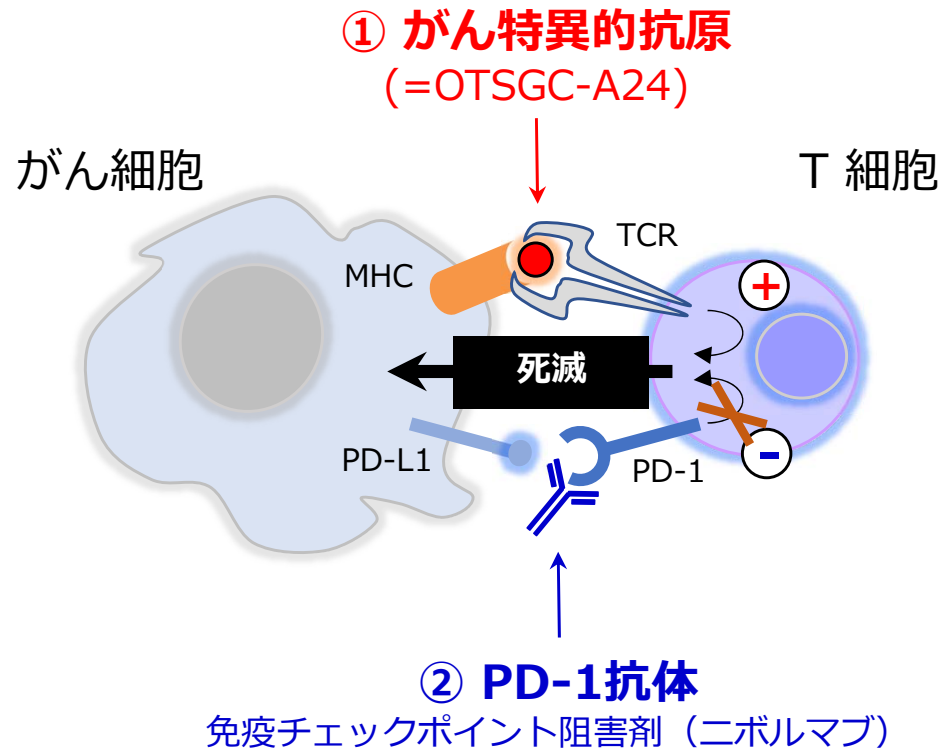 ① がん特異的抗原
(=OTSGC-A24)
がん細胞
T 細胞
TCR
MHC
+
死滅
PD-L1
PD-1
-
② PD-1抗体
免疫チェックポイント阻害剤（ニボルマブ）